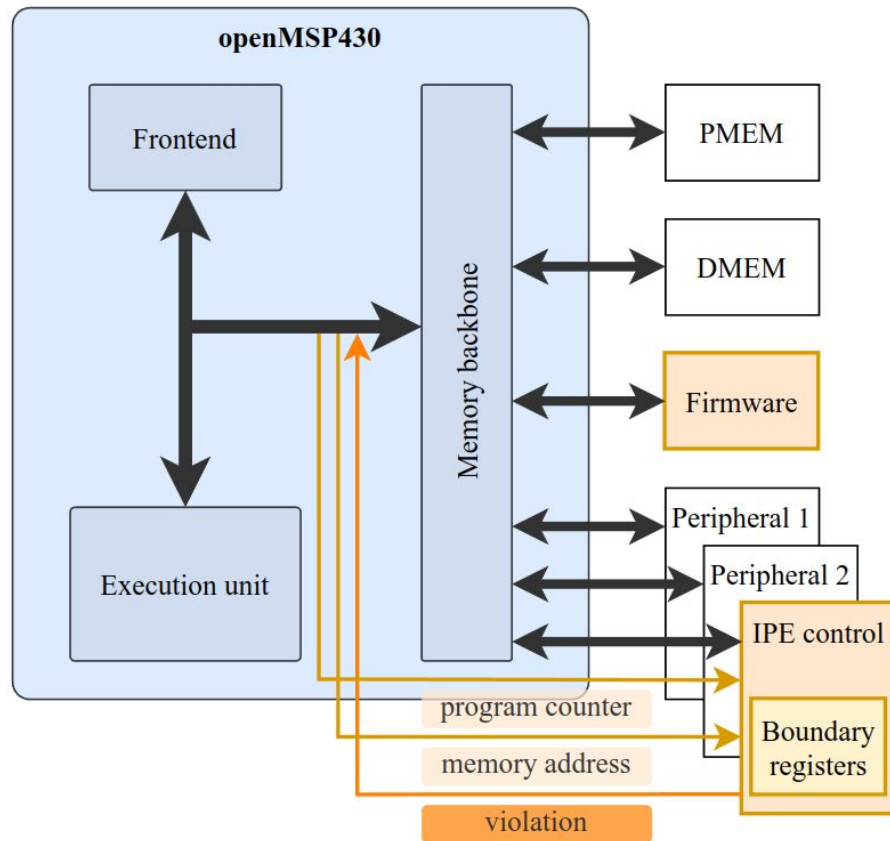 openMSP430
Frontend
PMEM
DMEM
Memory backbone
Firmware
Execution unit
Peripheral 1
Peripheral 2
IPE control
program counter
Boundary
registers
memory address
violation